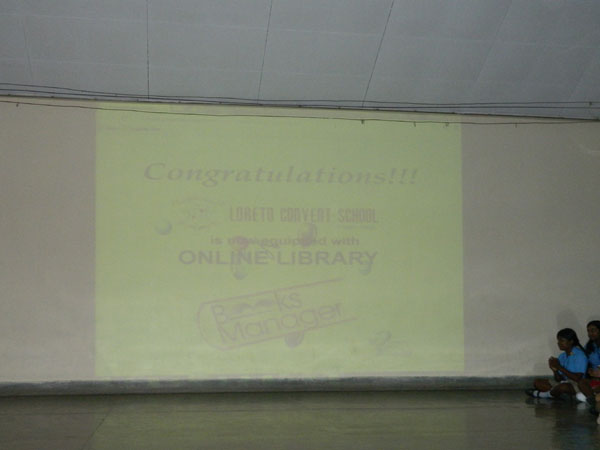 Congratulations!!!
LORETO CONVENT SCHOOL
is now equipped with
ONLINE LIBRARY
Books
Manager